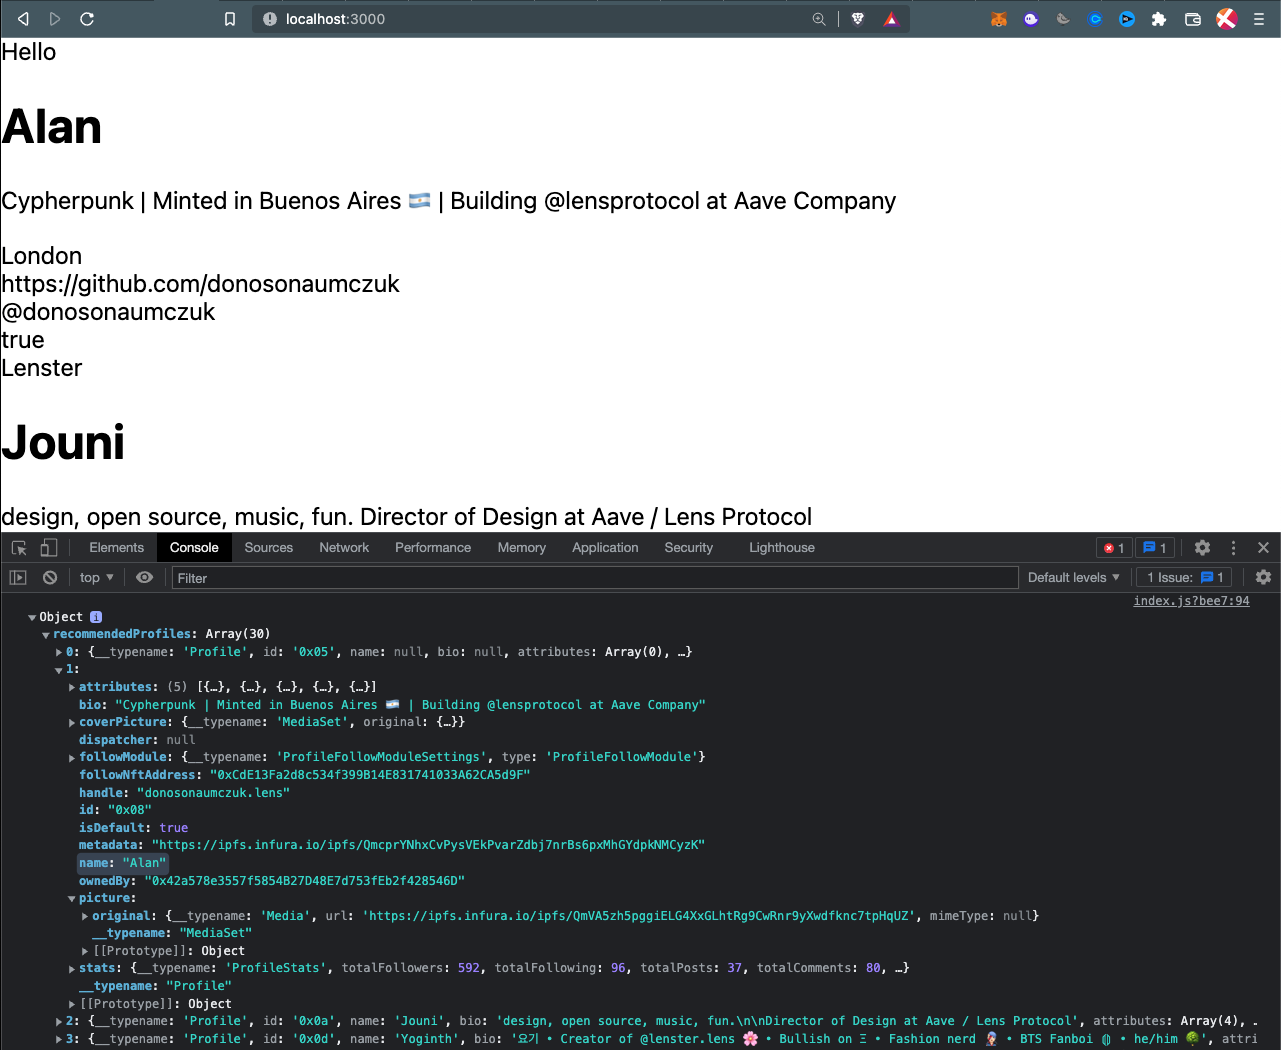 localhost:3000
Hello
Alan
Cypherpunk | Minted in Buenos Aires 🇦🇷 | Building @lensprotocol at Aave Company
London
https://github.com/donosonaumczuk
@donosonaumczuk
true
Lenster
Jouni
design, open source, music, fun. Director of Design at Aave / Lens Protocol
Elements Console Sources Network Performance Memory Application Security Lighthouse 1 1
top Filter Default levels 1 Issue: 1
index.js?bee7:94
Object i
recommendedProfiles: Array(30)
0: {__typename: 'Profile', id: '0x05', name: null, bio: null, attributes: Array(0), …}
1:
attributes: (5) [{…}, {…}, {…}, {…}, {…}]
bio: "Cypherpunk | Minted in Buenos Aires 🇦🇷 | Building @lensprotocol at Aave Company"
coverPicture: {__typename: 'MediaSet', original: {…}}
dispatcher: null
followModule: {__typename: 'ProfileFollowModuleSettings', type: 'ProfileFollowModule'}
followNftAddress: "0xCdE13Fa2d8c534f399B14E831741033A62CA5d9F"
handle: "donosonaumczuk.lens"
id: "0x08"
isDefault: true
metadata: "https://ipfs.infura.io/ipfs/QmcprYNhxCvPysVEkPvarZdbj7nrBs6pxMhGYdpkNMCyzK"
name: "Alan"
ownedBy: "0x42a578e3557f5854B27D48E7d753fEb2f428546D"
picture:
original: {__typename: 'Media', url: 'https://ipfs.infura.io/ipfs/QmVA5zh5pggiELG4XxGLhtRg9CwRnr9yXwdfknc7tpHqUZ', mimeType: null}
__typename: "MediaSet"
[[Prototype]]: Object
stats: {__typename: 'ProfileStats', totalFollowers: 592, totalFollowing: 96, totalPosts: 37, totalComments: 80, …}
__typename: "Profile"
[[Prototype]]: Object
2: {__typename: 'Profile', id: '0x0a', name: 'Jouni', bio: 'design, open source, music, fun.\n\nDirector of Design at Aave / Lens Protocol', attributes: Array(4), …
3: {__typename: 'Profile', id: '0x0d', name: 'Yoginth', bio: '요기 • Creator of @lenster.lens 🌸 • Bullish on Ξ • Fashion nerd • BTS Fanboi • he/him 🌳', attri